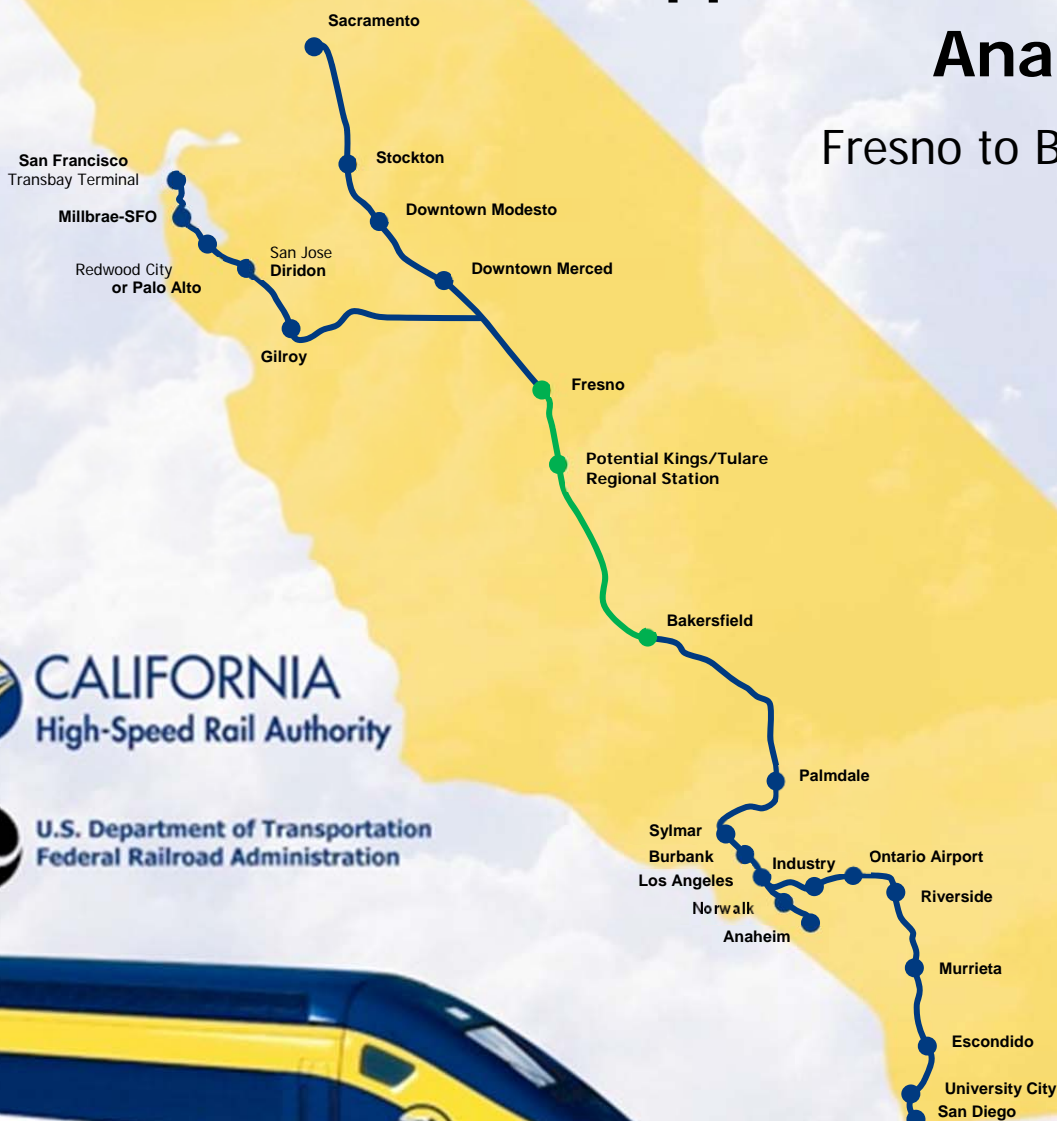 Ana
Fresno to B
Sacramento
Stockton
San Francisco
Transbay Terminal
Millbrae-SFO
Downtown Modesto
Redwood City
or Palo Alto
San Jose
Diridon
Downtown Merced
Gilroy
Fresno
Potential Kings/Tulare
Regional Station
Bakersfield
CALIFORNIA
High-Speed Rail Authority
U.S. Department of Transportation
Federal Railroad Administration
Palmdale
Sylmar
Burbank
Los Angeles
Industry
Ontario Airport
Norwalk
Riverside
Anaheim
Murrieta
Escondido
University City
San Diego